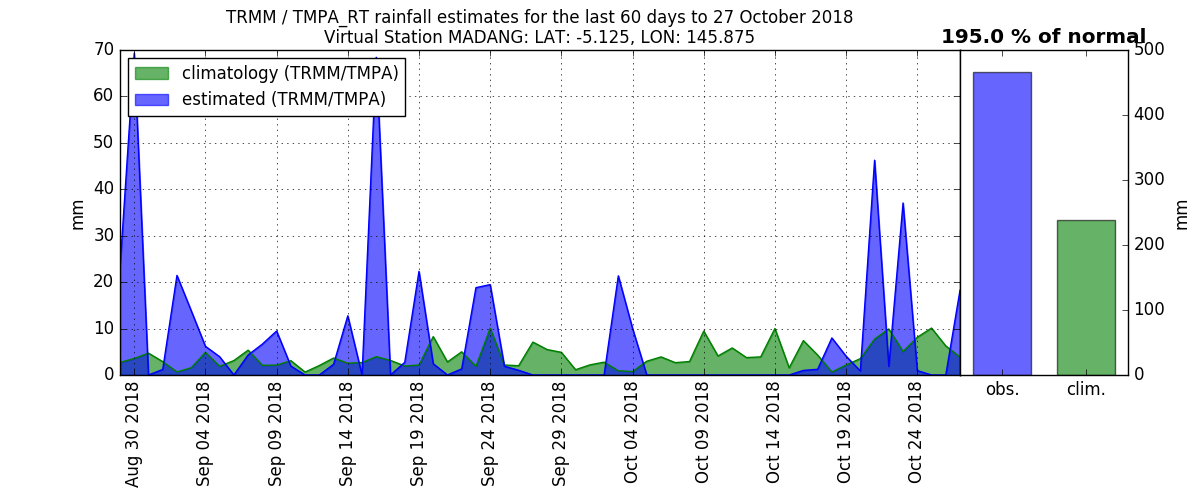 TRMM / TMPA_RT rainfall estimates for the last 60 days to 27 October 2018
Virtual Station MADANG: LAT: -5.125, LON: 145.875
195.0 % of normal
climatology (TRMM/TMPA)
estimated (TRMM/TMPA)
mm
70
60
50
40
30
20
10
0
Aug 30 2018
Sep 04 2018
Sep 09 2018
Sep 14 2018
Sep 19 2018
Sep 24 2018
Sep 29 2018
Oct 04 2018
Oct 09 2018
Oct 14 2018
Oct 19 2018
Oct 24 2018
500
400
300
200
100
0
mm
obs.
clim.